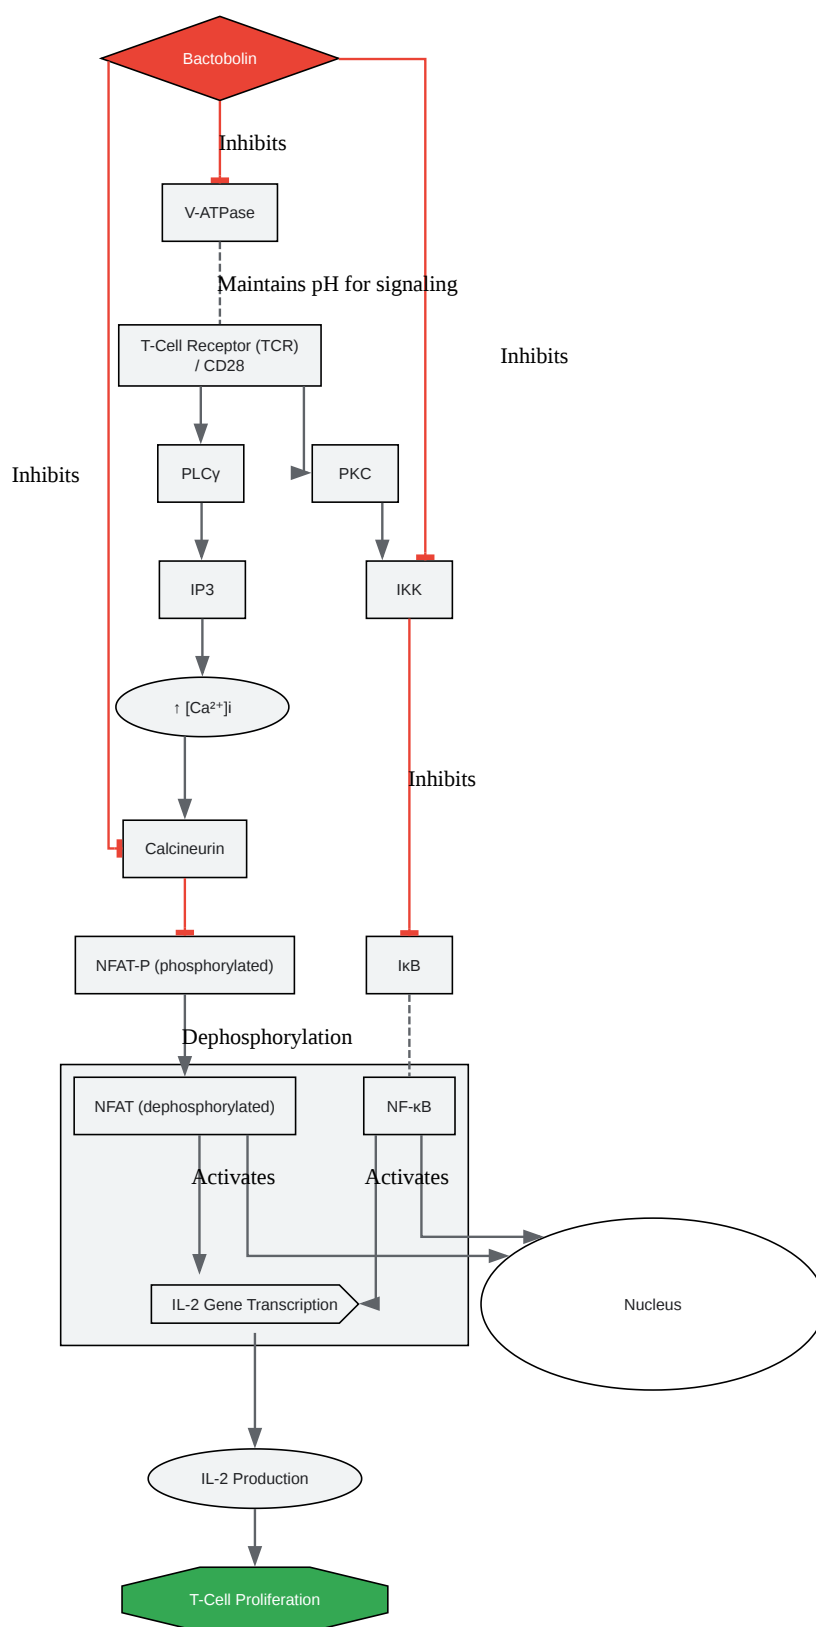 Bactobolin
Inhibits
V-ATPase
Maintains pH for signaling
T-Cell Receptor (TCR)
/ CD28
Inhibits
Inhibits
PLCγ
PKC
IP3
IKK
↑ [Ca²⁺]i
Inhibits
Calcineurin
NFAT-P (phosphorylated)
IκB
Dephosphorylation
NFAT (dephosphorylated)
NF-κB
Activates
Activates
IL-2 Gene Transcription
Nucleus
IL-2 Production
T-Cell Proliferation